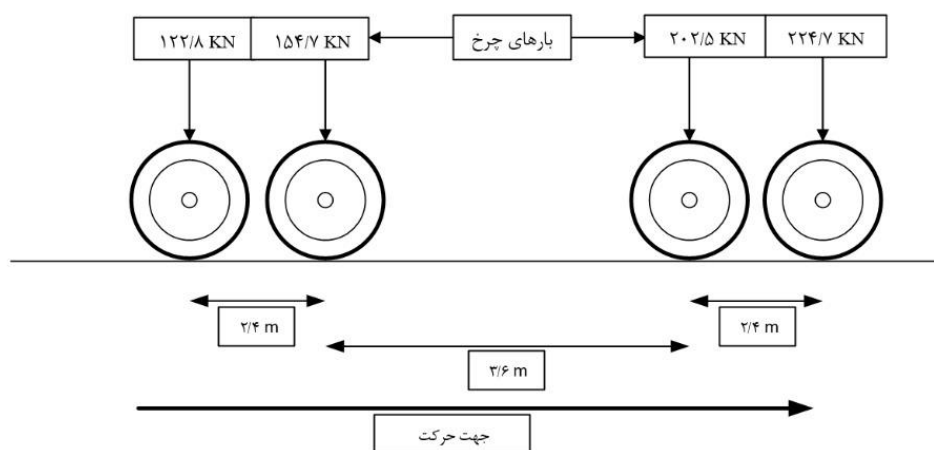 ۱۲۲/۸ KN
۱۵۴/۷ KN
بارهای چرخ
۲۰۲/۵ KN
۲۲۴/۷ KN
۲/۴ m
۲/۴ m
۳/۶ m
جهت حرکت